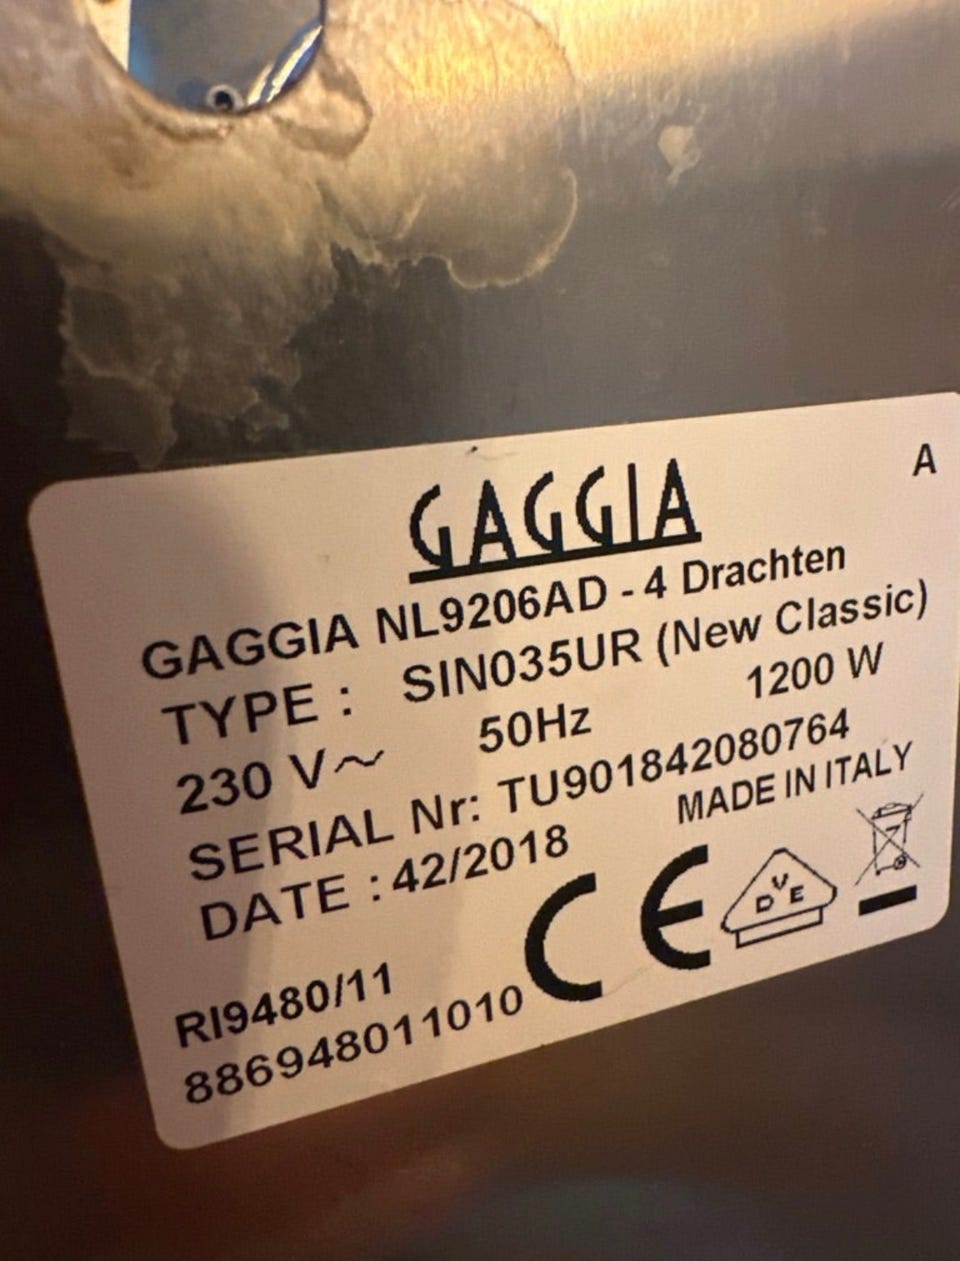 GAGGIA
A
GAGGIA NL9206AD - 4 Drachten
TYPE : SIN035UR (New Classic)
230 V~ 50Hz 1200 W
SERIAL Nr: TU901842080764
DATE : 42/2018 MADE IN ITALY
CE
VDE
RI9480/11
886948011010